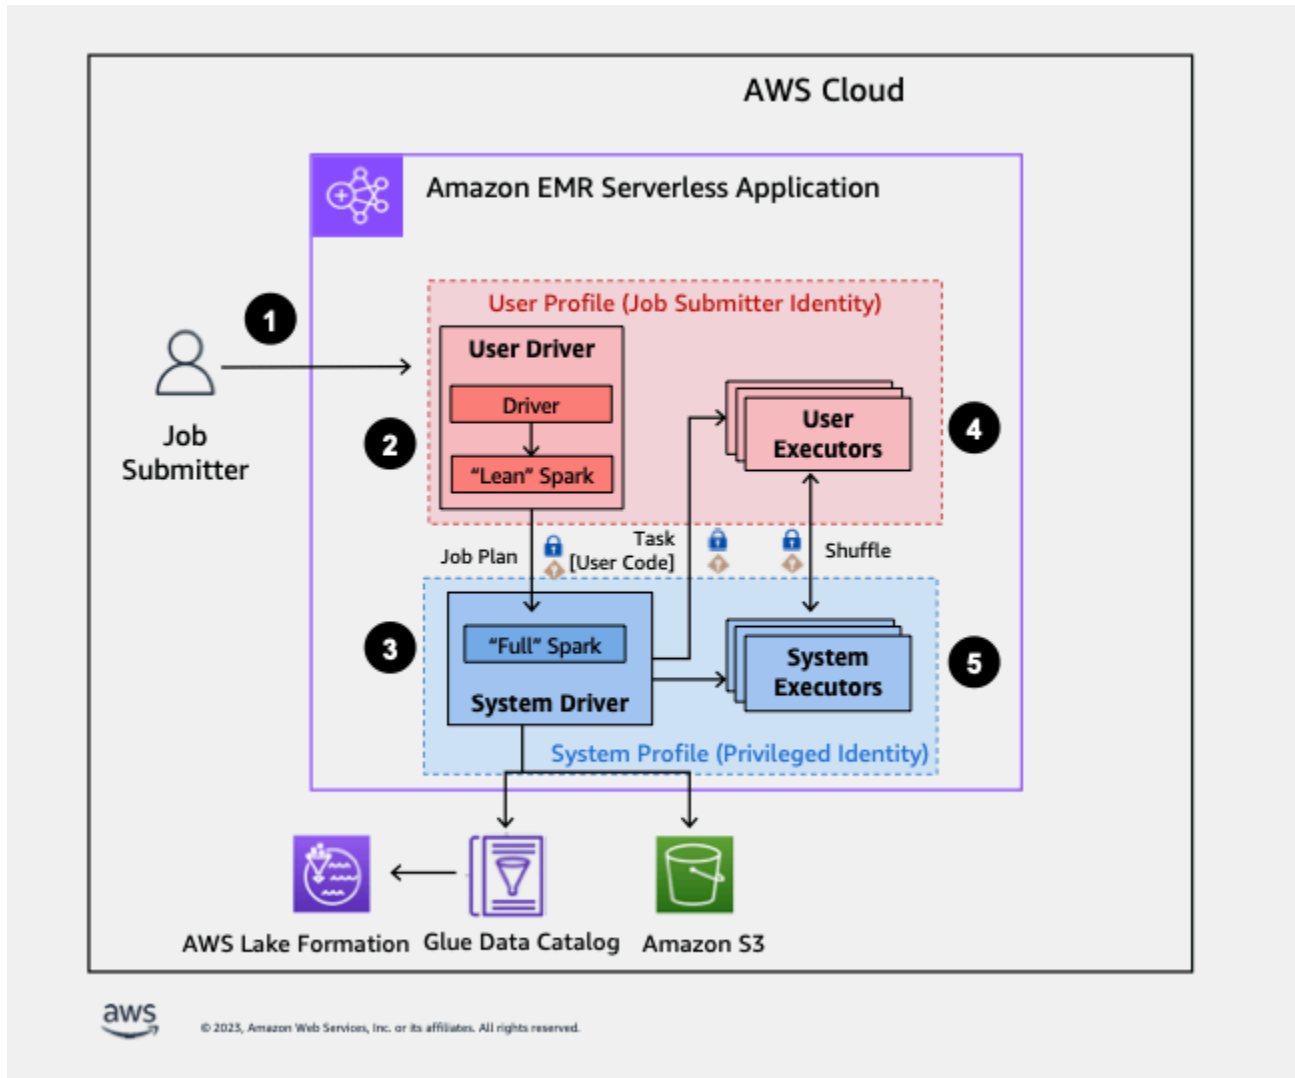 AWS Cloud
Amazon EMR Serverless Application
User Profile (Job Submitter Identity)
1
User Driver
Driver
"Lean" Spark
2
User
Executors
4
Job
Submitter
Job Plan
Task
[User Code]
Shuffle
3
"Full" Spark
System Driver
System
Executors
5
System Profile (Privileged Identity)
AWS Lake Formation
Glue Data Catalog
Amazon S3
aws
© 2023, Amazon Web Services, Inc. or its affiliates. All rights reserved.